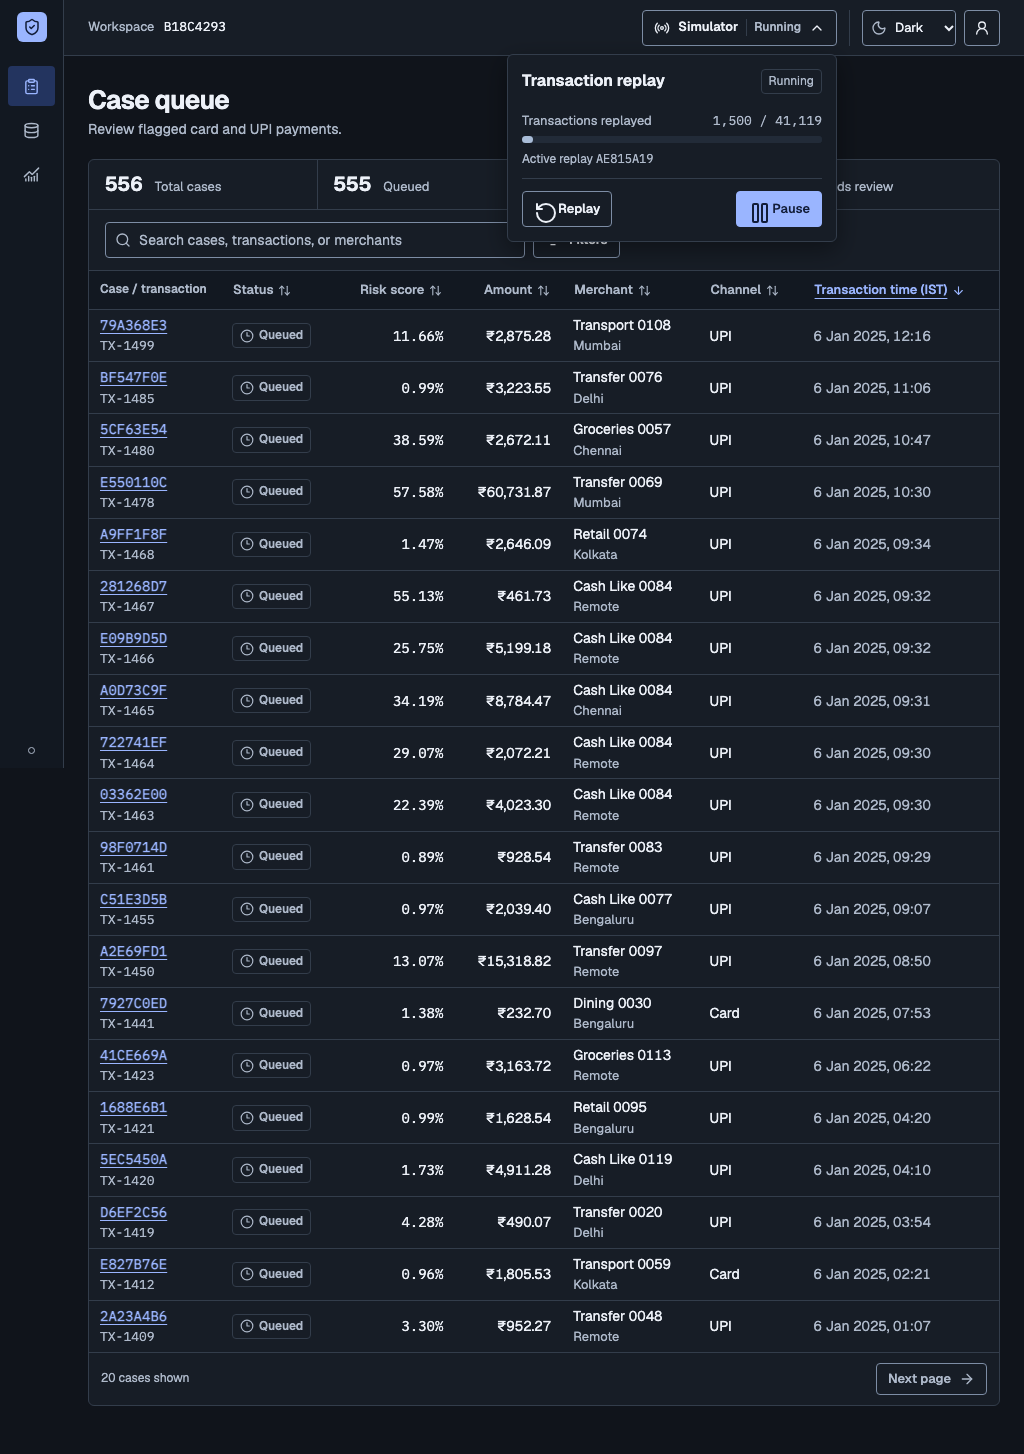 Workspace B18C4293
Simulator Running
Dark
Transaction replay Running
Transactions replayed 1,500 / 41,119
Active replay AE815A19
Replay Pause
Case queue
Review flagged card and UPI payments.
556 Total cases 555 Queued ds review
Search cases, transactions, or merchants
Case / transaction Status Risk score Amount Merchant Channel Transaction time (IST)
79A368E3 Queued 11.66% ₹2,875.28 Transport 0108 UPI 6 Jan 2025, 12:16
TX-1499 Mumbai
BF547F0E Queued 0.99% ₹3,223.55 Transfer 0076 UPI 6 Jan 2025, 11:06
TX-1485 Delhi
5CF63E54 Queued 38.59% ₹2,672.11 Groceries 0057 UPI 6 Jan 2025, 10:47
TX-1480 Chennai
E550110C Queued 57.58% ₹60,731.87 Transfer 0069 UPI 6 Jan 2025, 10:30
TX-1478 Mumbai
A9FF1F8F Queued 1.47% ₹2,646.09 Retail 0074 UPI 6 Jan 2025, 09:34
TX-1468 Kolkata
281268D7 Queued 55.13% ₹461.73 Cash Like 0084 UPI 6 Jan 2025, 09:32
TX-1467 Remote
E09B9D5D Queued 25.75% ₹5,199.18 Cash Like 0084 UPI 6 Jan 2025, 09:32
TX-1466 Remote
A0D73C9F Queued 34.19% ₹8,784.47 Cash Like 0084 UPI 6 Jan 2025, 09:31
TX-1465 Chennai
722741EF Queued 29.07% ₹2,072.21 Cash Like 0084 UPI 6 Jan 2025, 09:30
TX-1464 Remote
03362E00 Queued 22.39% ₹4,023.30 Cash Like 0084 UPI 6 Jan 2025, 09:30
TX-1463 Remote
98F0714D Queued 0.89% ₹928.54 Transfer 0083 UPI 6 Jan 2025, 09:29
TX-1461 Remote
C51E3D5B Queued 0.97% ₹2,039.40 Cash Like 0077 UPI 6 Jan 2025, 09:07
TX-1455 Bengaluru
A2E69FD1 Queued 13.07% ₹15,318.82 Transfer 0097 UPI 6 Jan 2025, 08:50
TX-1450 Remote
7927C0ED Queued 1.38% ₹232.70 Dining 0030 Card 6 Jan 2025, 07:53
TX-1441 Bengaluru
41CE669A Queued 0.97% ₹3,163.72 Groceries 0113 UPI 6 Jan 2025, 06:22
TX-1423 Remote
1688E6B1 Queued 0.99% ₹1,628.54 Retail 0095 UPI 6 Jan 2025, 04:20
TX-1421 Bengaluru
5EC5450A Queued 1.73% ₹4,911.28 Cash Like 0119 UPI 6 Jan 2025, 04:10
TX-1420 Delhi
D6EF2C56 Queued 4.28% ₹490.07 Transfer 0020 UPI 6 Jan 2025, 03:54
TX-1419 Delhi
E827B76E Queued 0.96% ₹1,805.53 Transport 0059 Card 6 Jan 2025, 02:21
TX-1412 Kolkata
2A23A4B6 Queued 3.30% ₹952.27 Transfer 0048 UPI 6 Jan 2025, 01:07
TX-1409 Remote
20 cases shown Next page